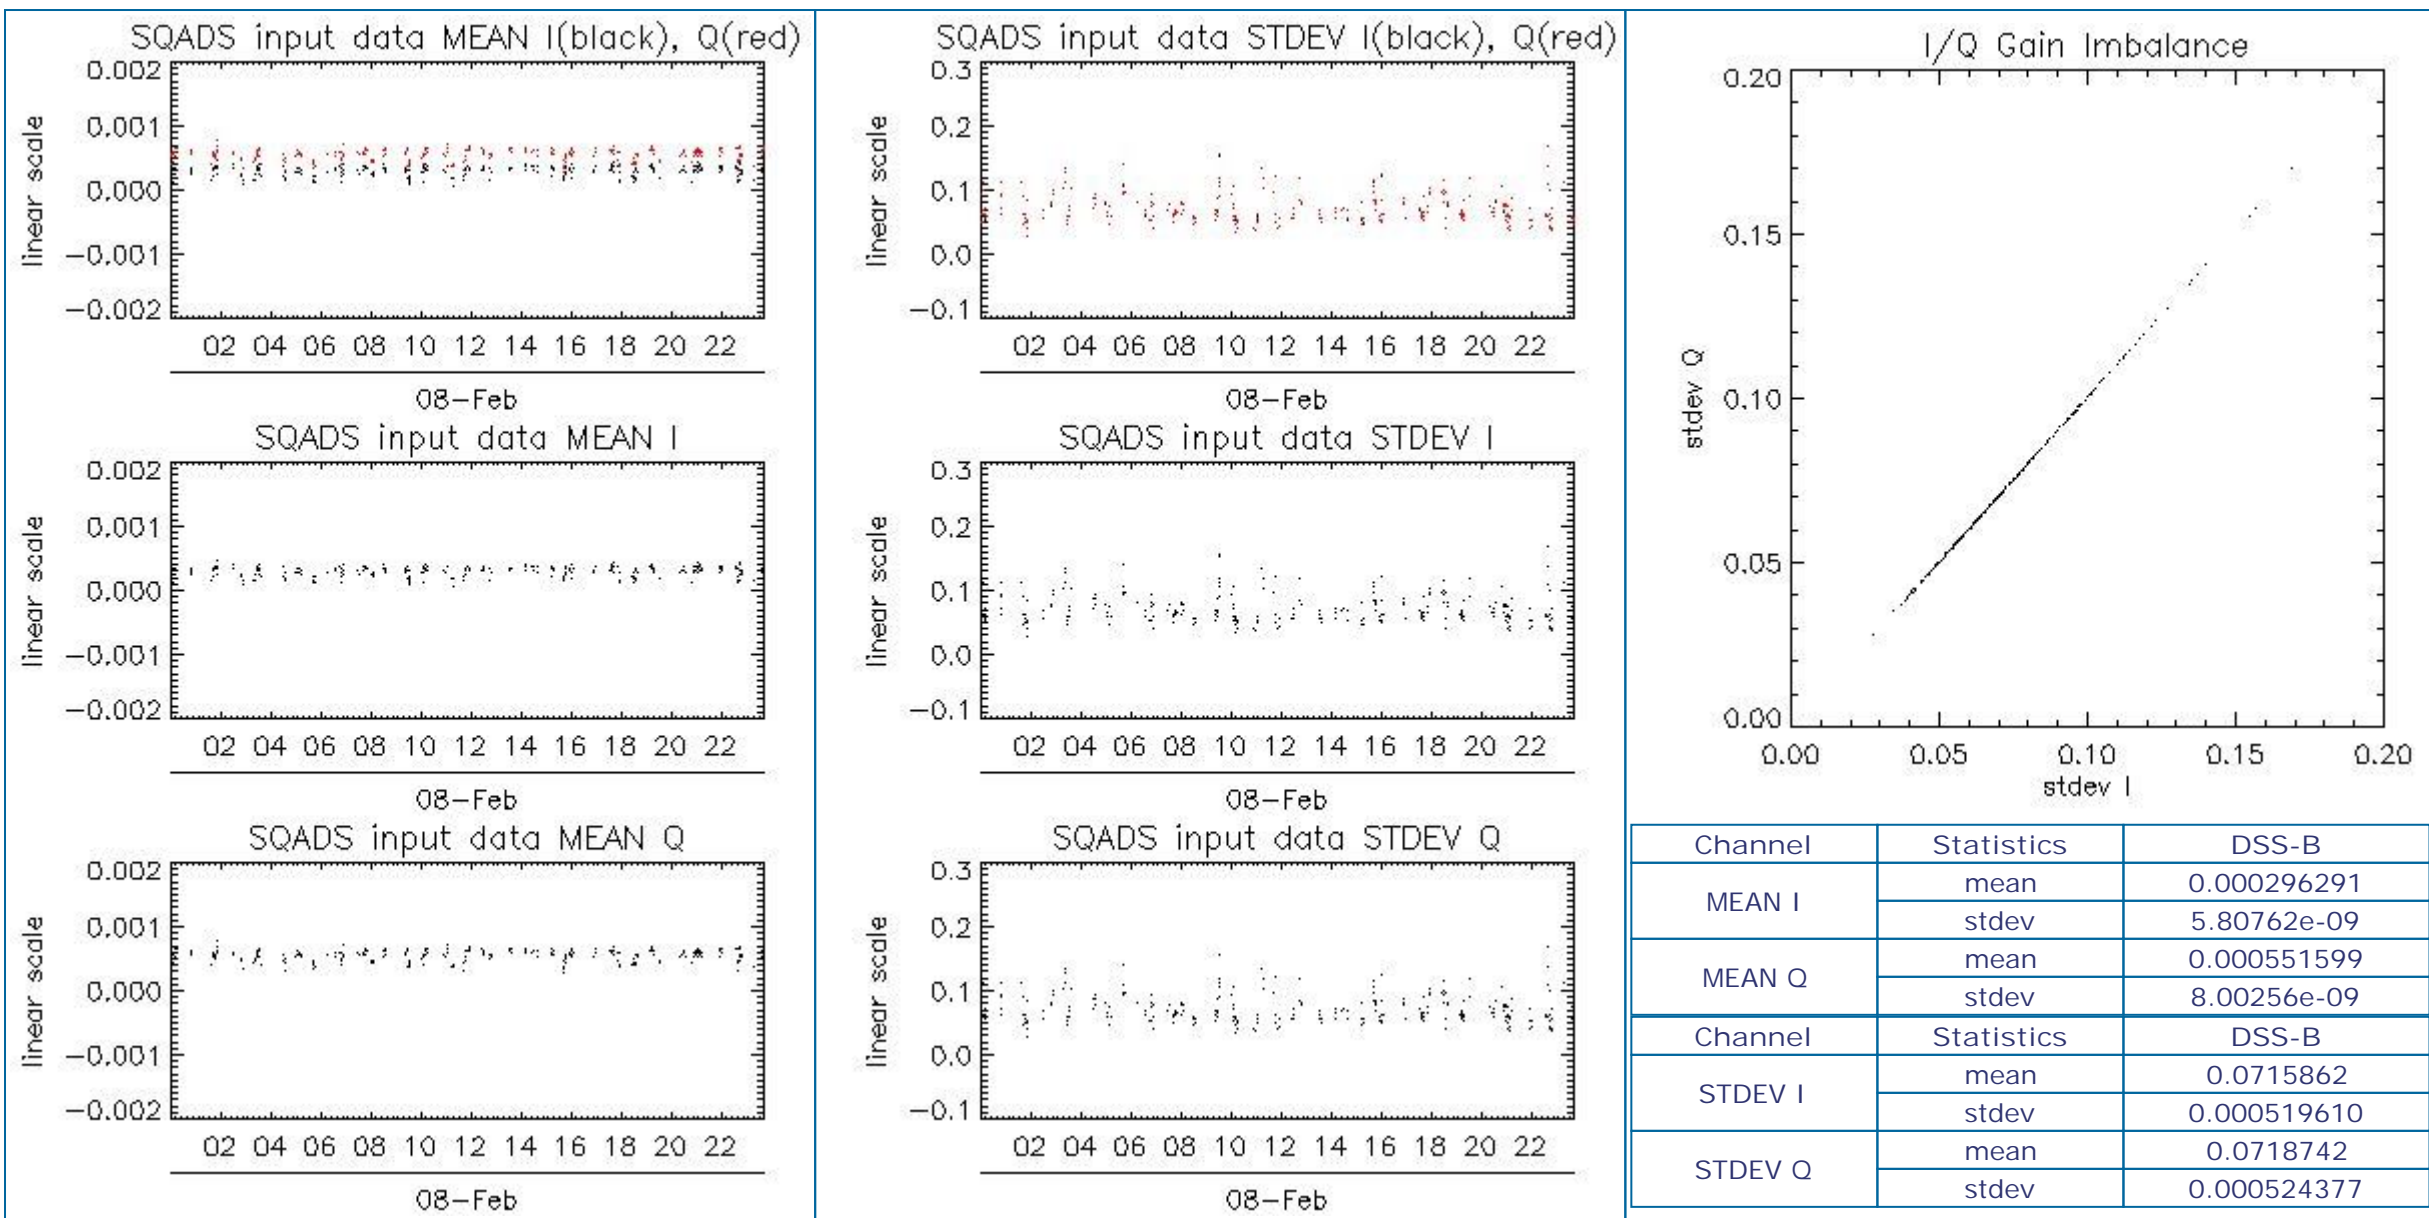 SQADS input data MEAN I(black), Q(red)
0.002
0.001
0.000
−0.001
−0.002
linear scale
02 04 06 08 10 12 14 16 18 20 22
08−Feb
SQADS input data MEAN I
0.002
0.001
0.000
−0.001
−0.002
linear scale
02 04 06 08 10 12 14 16 18 20 22
08−Feb
SQADS input data MEAN Q
0.002
0.001
0.000
−0.001
−0.002
linear scale
02 04 06 08 10 12 14 16 18 20 22
08−Feb
SQADS input data STDEV I(black), Q(red)
0.3
0.2
0.1
0.0
−0.1
linear scale
02 04 06 08 10 12 14 16 18 20 22
08−Feb
SQADS input data STDEV I
0.3
0.2
0.1
0.0
−0.1
linear scale
02 04 06 08 10 12 14 16 18 20 22
08−Feb
SQADS input data STDEV Q
0.3
0.2
0.1
0.0
−0.1
linear scale
02 04 06 08 10 12 14 16 18 20 22
08−Feb
I/Q Gain Imbalance
0.20
0.15
0.10
0.05
0.00
stdev Q
0.00 0.05 0.10 0.15 0.20
stdev I
Channel Statistics DSS-B
MEAN I mean 0.000296291
stdev 5.80762e-09
MEAN Q mean 0.000551599
stdev 8.00256e-09
Channel Statistics DSS-B
STDEV I mean 0.0715862
stdev 0.000519610
STDEV Q mean 0.0718742
stdev 0.000524377